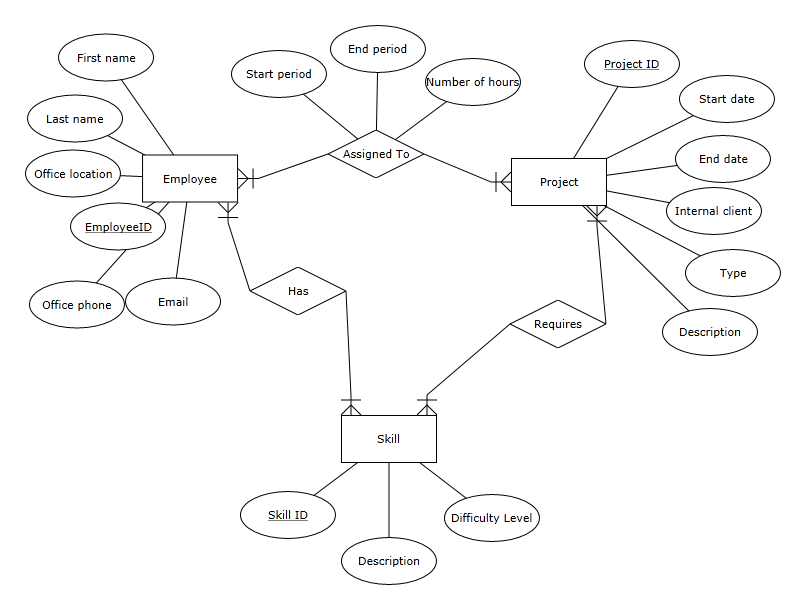 First name
Start period
End period
Number of hours
Project ID
Last name
Start date
Office location
Employee
Assigned To
Project
End date
EmployeeID
Internal client
Office phone
Email
Has
Requires
Type
Description
Skill
Skill ID
Description
Difficulty Level